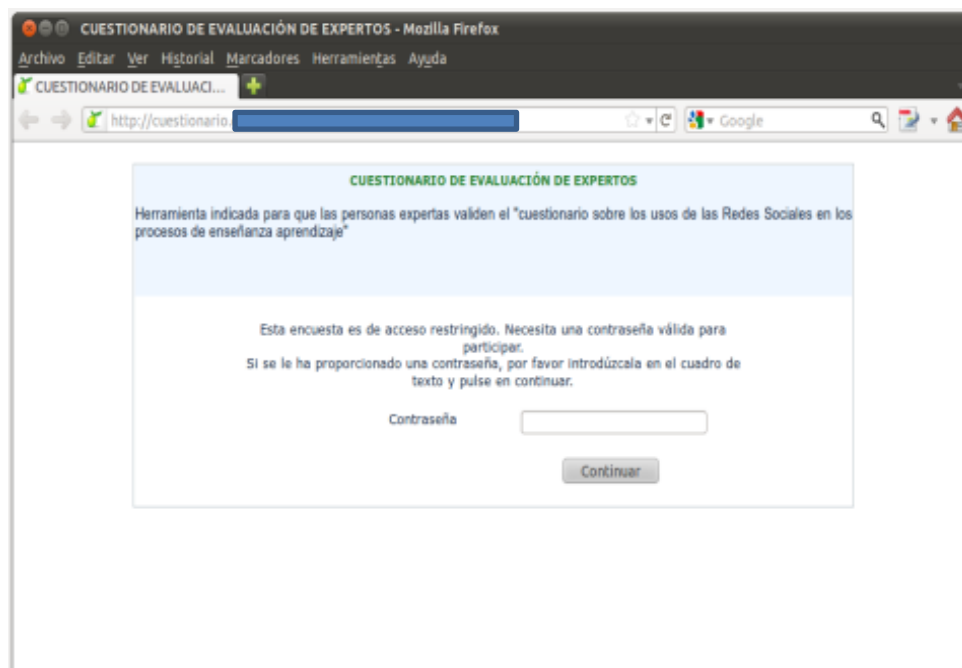 CUESTIONARIO DE EVALUACIÓN DE EXPERTOS - Mozilla Firefox
Archivo Editar Ver Historial Marcadores Herramientas Ayuda
CUESTIONARIO DE EVALUACI...
http://cuestionario.
Google
CUESTIONARIO DE EVALUACIÓN DE EXPERTOS
Herramienta indicada para que las personas expertas validen el "cuestionario sobre los usos de las Redes Sociales en los
procesos de enseñanza aprendizaje"
Esta encuesta es de acceso restringido. Necesita una contraseña válida para
participar.
Si se le ha proporcionado una contraseña, por favor introdúzcala en el cuadro de
texto y pulse en continuar.
Contraseña
Continuar